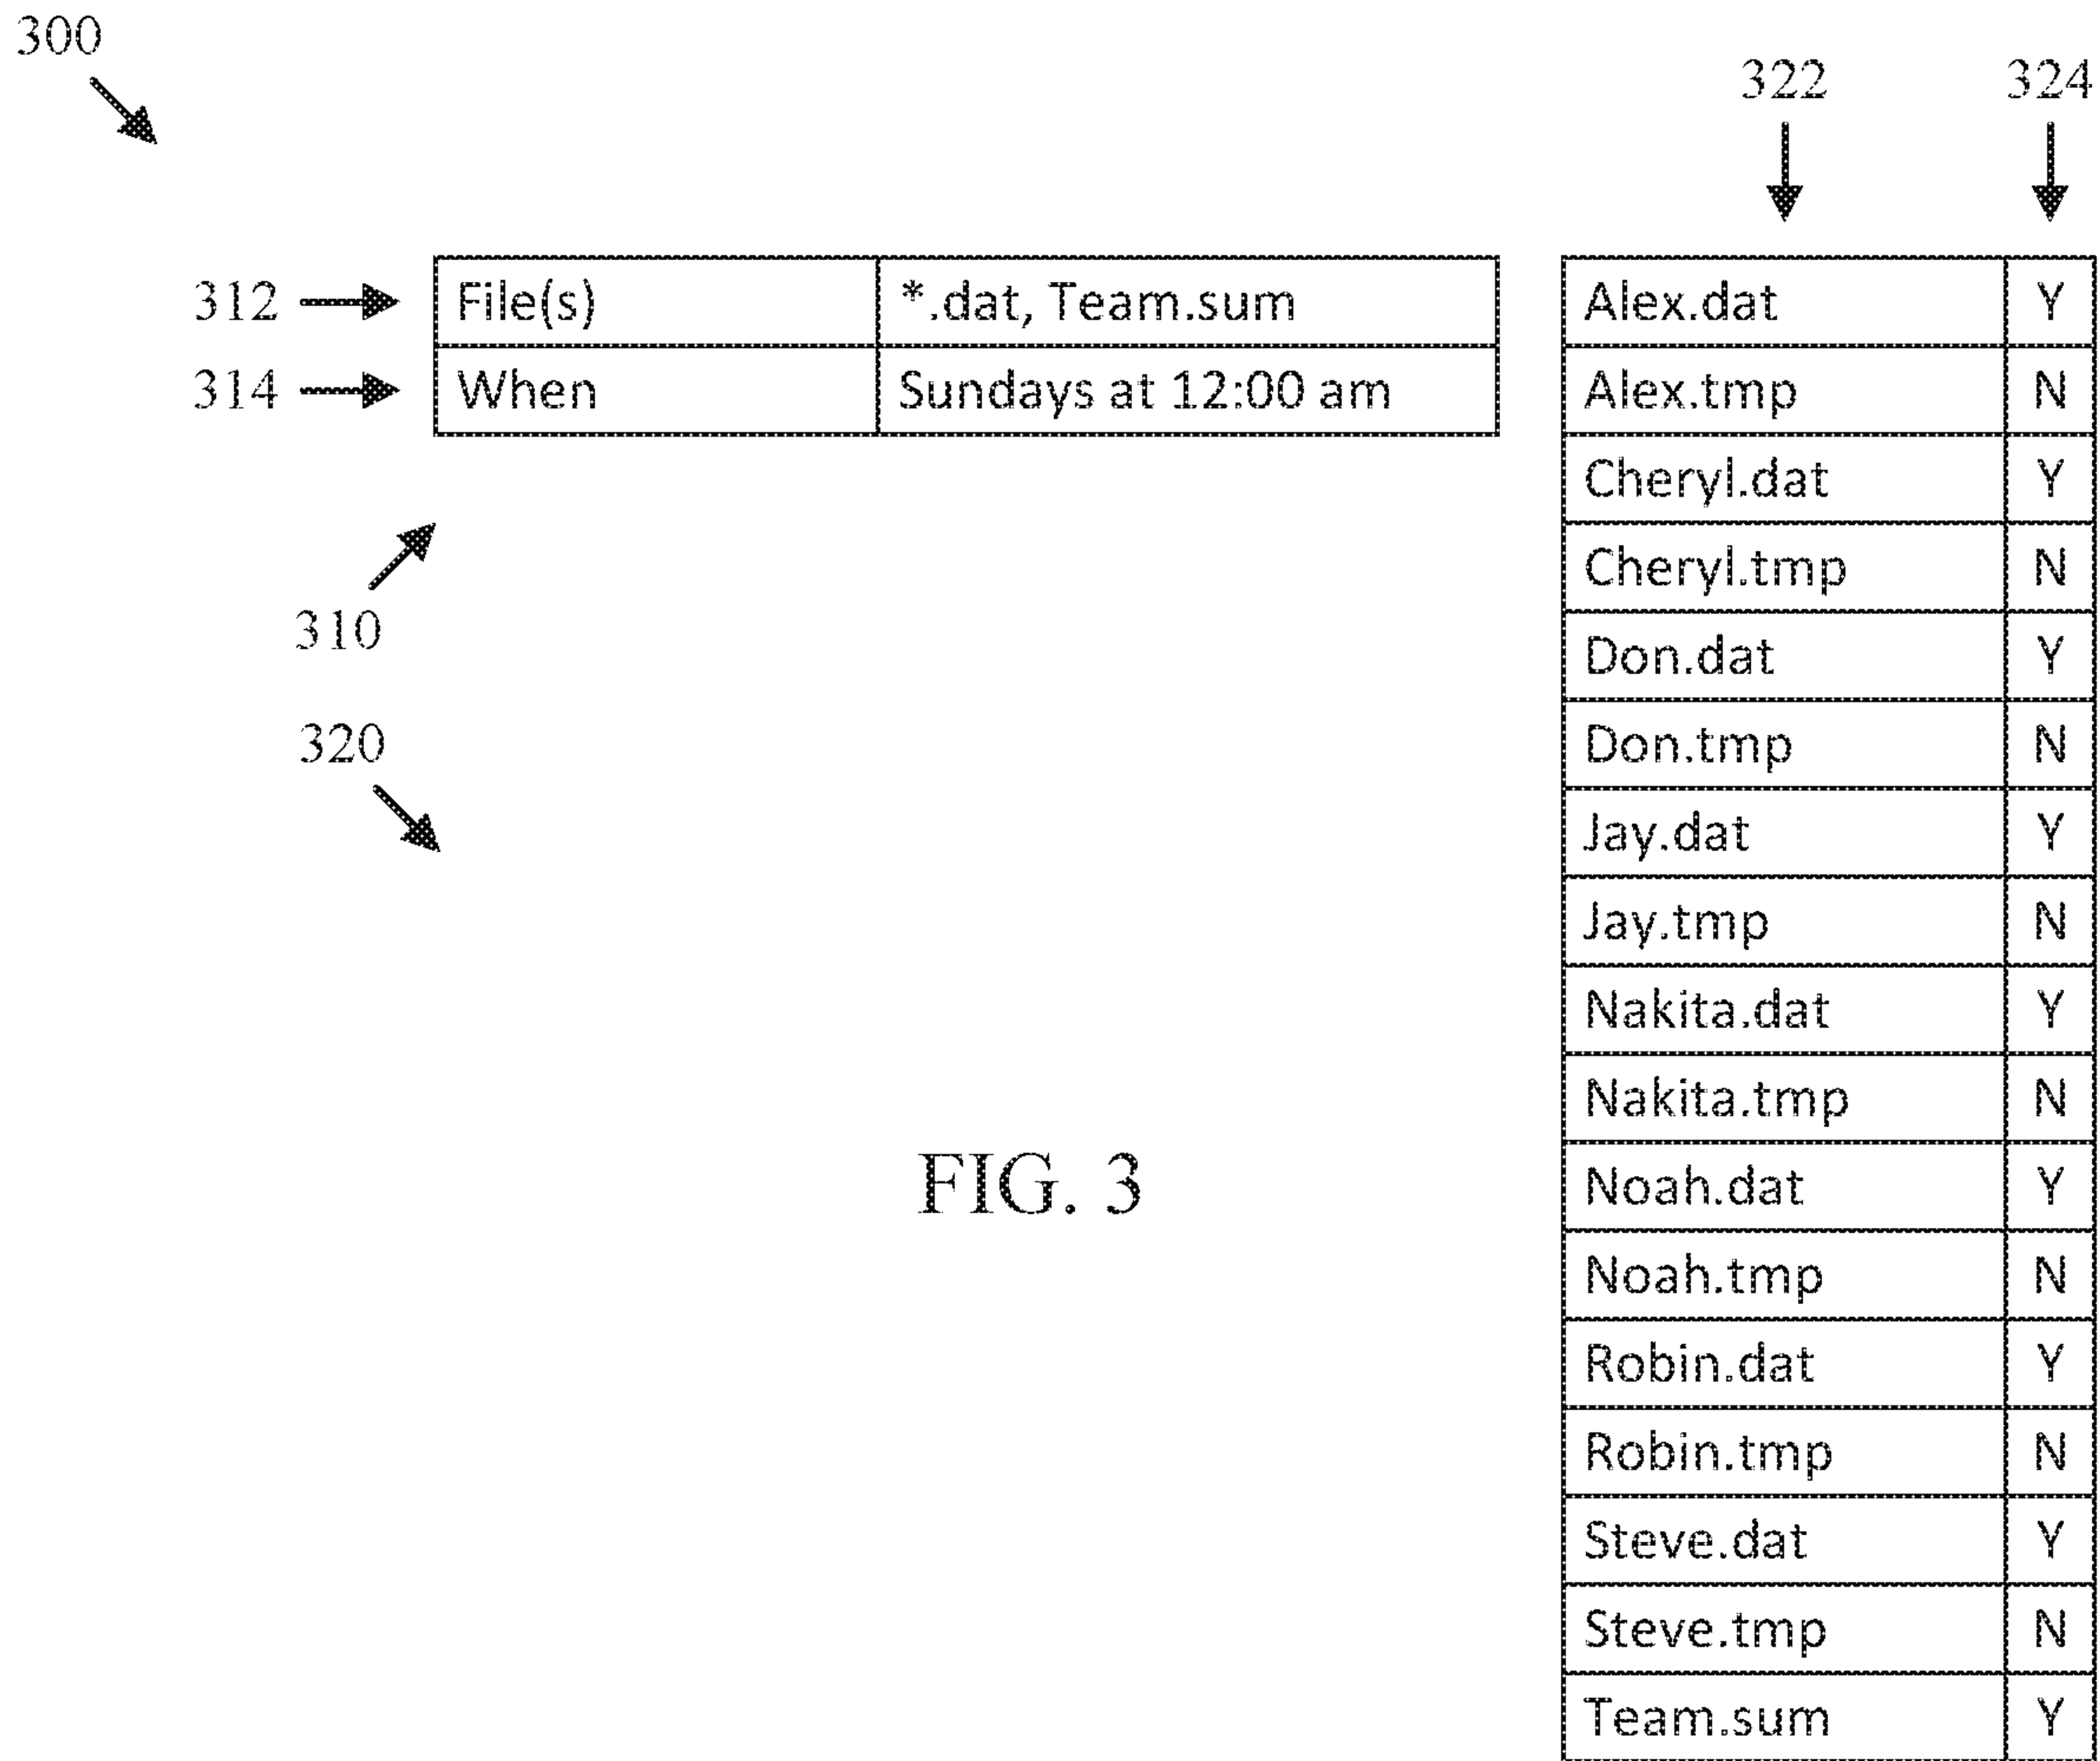 300
322 324
312 File(s) *.dat, Team.sum
314 When Sundays at 12:00 am
310
320
Alex.dat Y
Alex.tmp N
Cheryl.dat Y
Cheryl.tmp N
Don.dat Y
Don.tmp N
Jay.dat Y
Jay.tmp N
Nakita.dat Y
Nakita.tmp N
Noah.dat Y
Noah.tmp N
Robin.dat Y
Robin.tmp N
Steve.dat Y
Steve.tmp N
Team.sum Y
FIG. 3